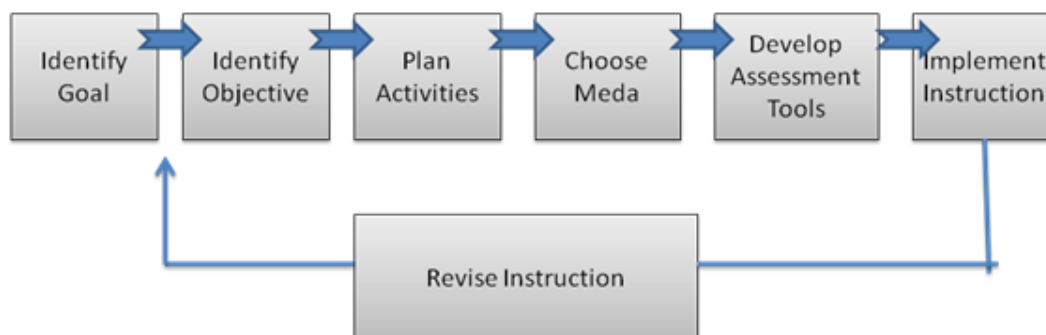 Identify
Goal
Identify
Objective
Plan
Activities
Choose
Meda
Develop
Assessment
Tools
Implement
Instruction
Revise Instruction